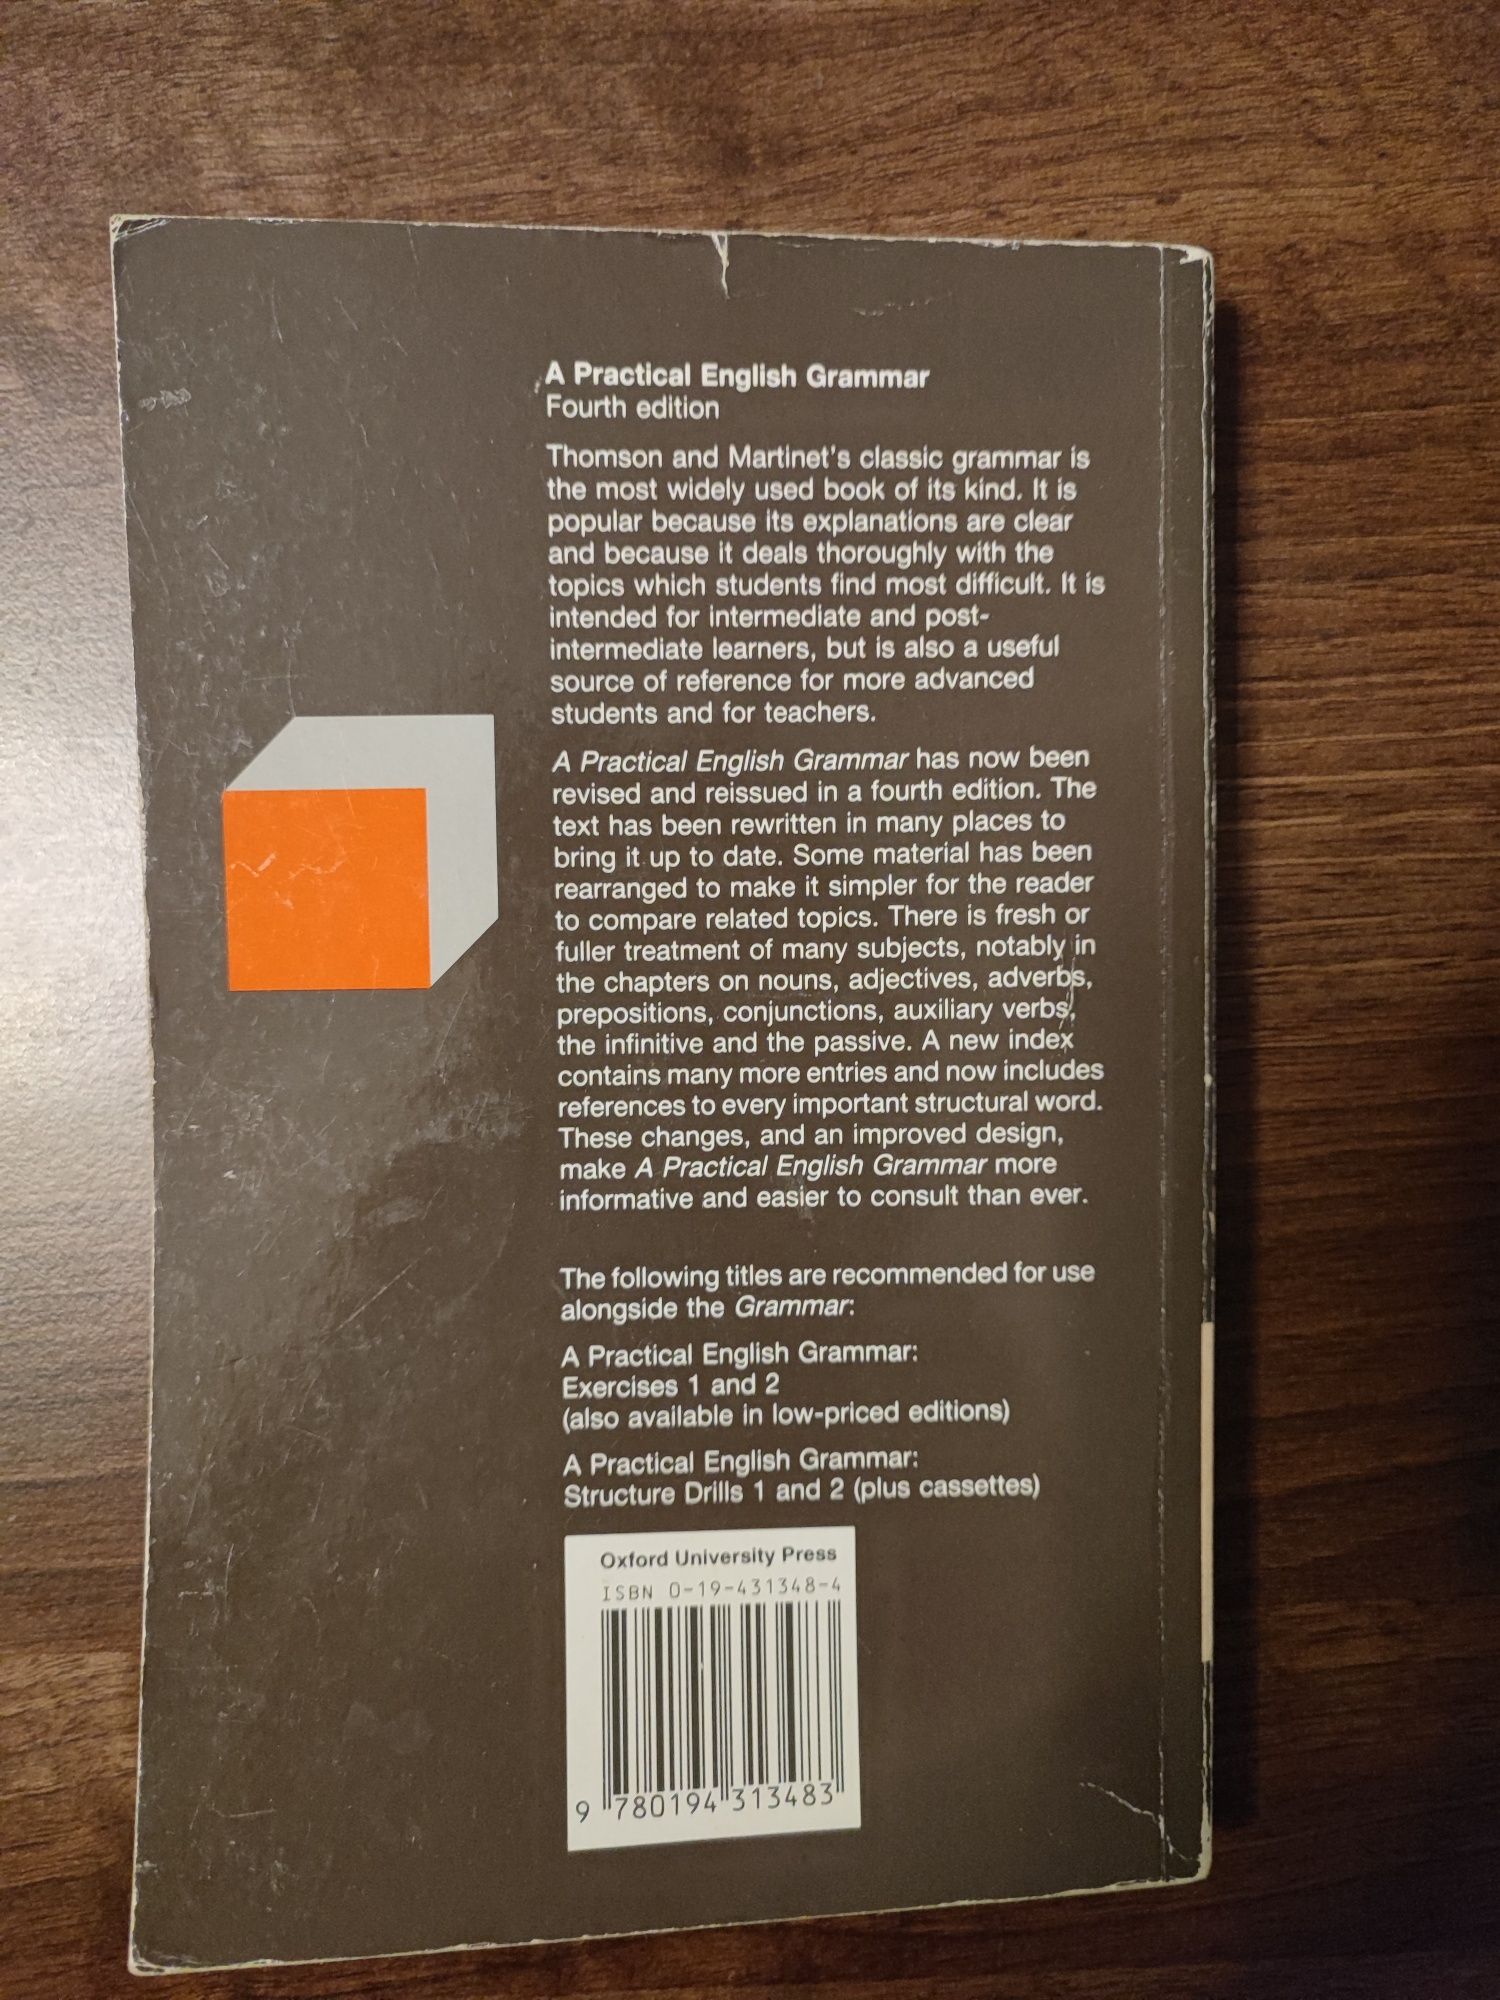 A Practical English Grammar
Fourth edition
Thomson and Martinet's classic grammar is
the most widely used book of its kind. It is
popular because its explanations are clear
and because it deals thoroughly with the
topics which students find most difficult. It is
intended for intermediate and post-
intermediate learners, but is also a useful
source of reference for more advanced
students and for teachers.
A Practical English Grammar has now been
revised and reissued in a fourth edition. The
text has been rewritten in many places to
bring it up to date. Some material has been
rearranged to make it simpler for the reader
to compare related topics. There is fresh or
fuller treatment of many subjects, notably in
the chapters on nouns, adjectives, adverbs,
prepositions, conjunctions, auxiliary verbs,
the infinitive and the passive. A new index
contains many more entries and now includes
references to every important structural word.
These changes, and an improved design,
make A Practical English Grammar more
informative and easier to consult than ever.
The following titles are recommended for use
alongside the Grammar:
A Practical English Grammar:
Exercises 1 and 2
(also available in low-priced editions)
A Practical English Grammar:
Structure Drills 1 and 2 (plus cassettes)
Oxford University Press
ISBN 0-19-431348-4
9 780194 313483